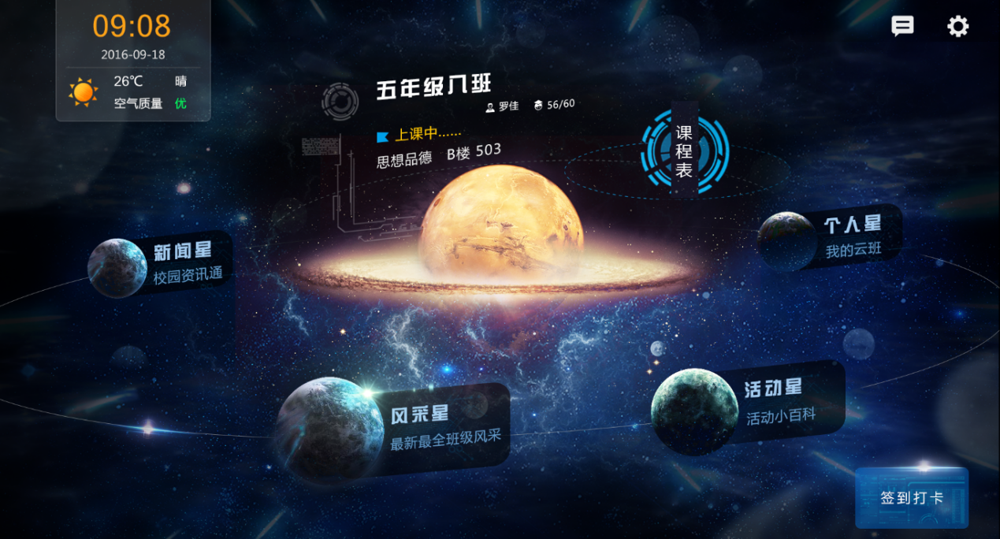 09:08
2016-09-18
26℃ 晴
空气质量 优
五年级八班
罗佳 56/60
上课中......
思想品德 B楼 503
课程表
新闻星
校园资讯通
个人星
我的云班
风采星
最新最全班级风采
活动星
活动小百科
签到打卡